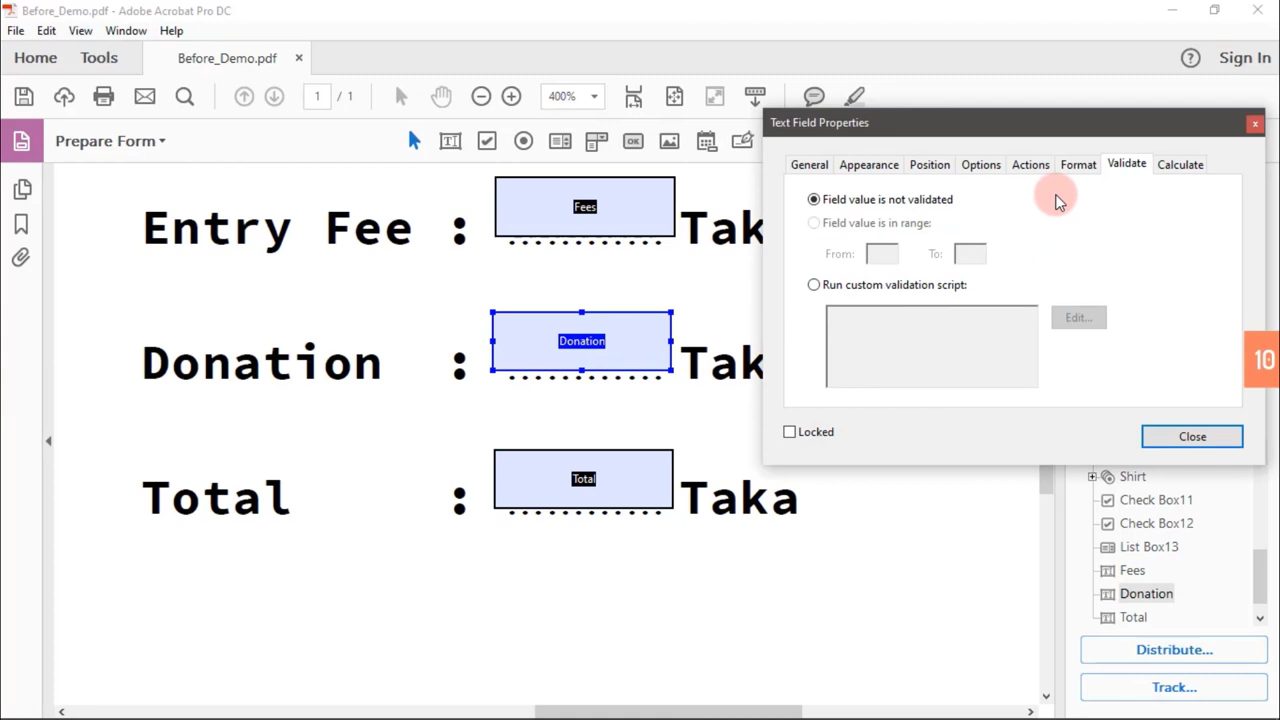 Before_Demo.pdf - Adobe Acrobat Pro DC
File Edit View Window Help
Home Tools Before_Demo.pdf × ? Sign In
1 / 1 400%
Prepare Form OK
Text Field Properties x
General Appearance Position Options Actions Format Validate Calculate
Field value is not validated
Field value is in range:
From: To:
Run custom validation script:
Edit...
Locked
Close
Entry Fee : Fees Tak
Donation : Donation Tak
Total : Total Taka
10
Shirt
Check Box11
Check Box12
List Box13
Fees
Donation
Total
Distribute...
Track...